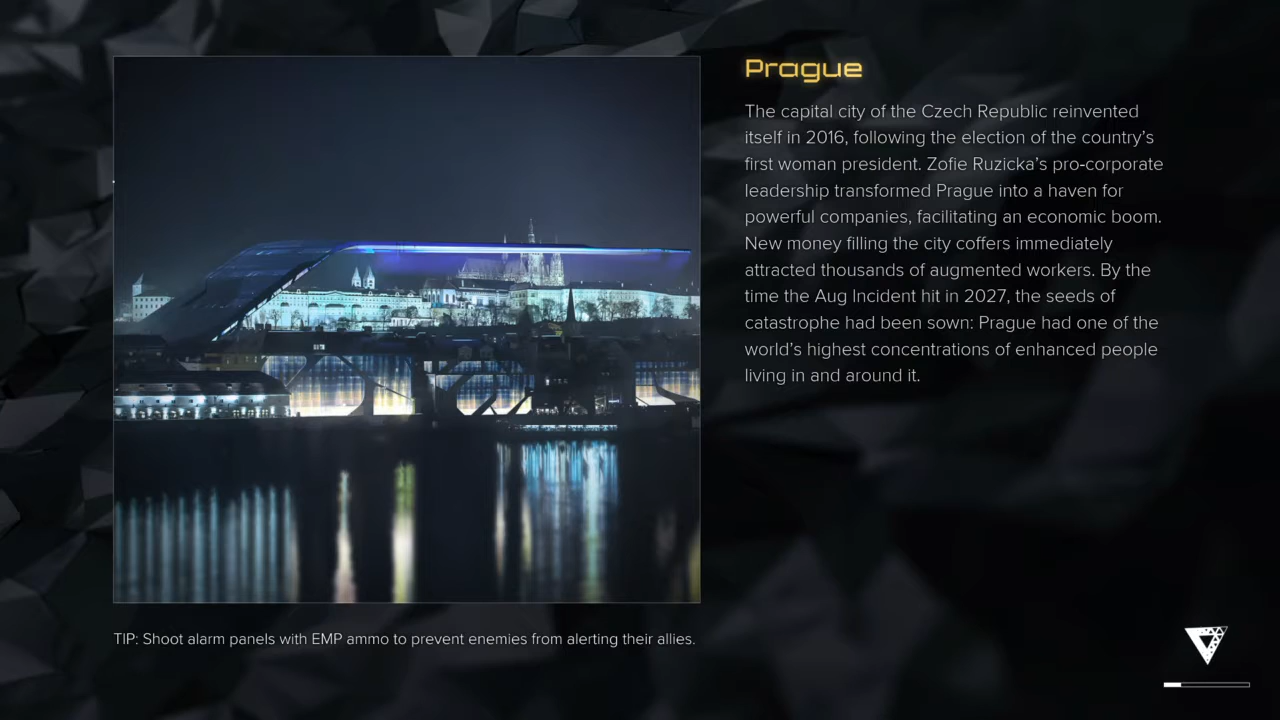 Prague
The capital city of the Czech Republic reinvented
itself in 2016, following the election of the country's
first woman president. Zofie Ruzicka's pro-corporate
leadership transformed Prague into a haven for
powerful companies, facilitating an economic boom.
New money filling the city coffers immediately
attracted thousands of augmented workers. By the
time the Aug Incident hit in 2027, the seeds of
catastrophe had been sown: Prague had one of the
world's highest concentrations of enhanced people
living in and around it.
TIP: Shoot alarm panels with EMP ammo to prevent enemies from alerting their allies.